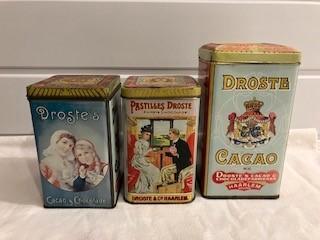 Droste's
Cacao & Chocolade
PASTILLES DROSTE
DROSTE & Co HAARLEM
DROSTE
CACAO
DROSTE'S CACAO &
CHOCOLADEFABRIEKEN
HAARLEM